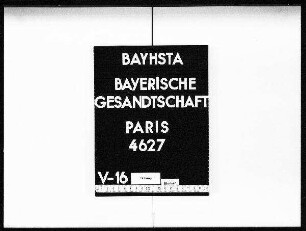 BAYHSTA
BAYERISCHE
GESANDTSCHAFT
PARIS
4627
V-16